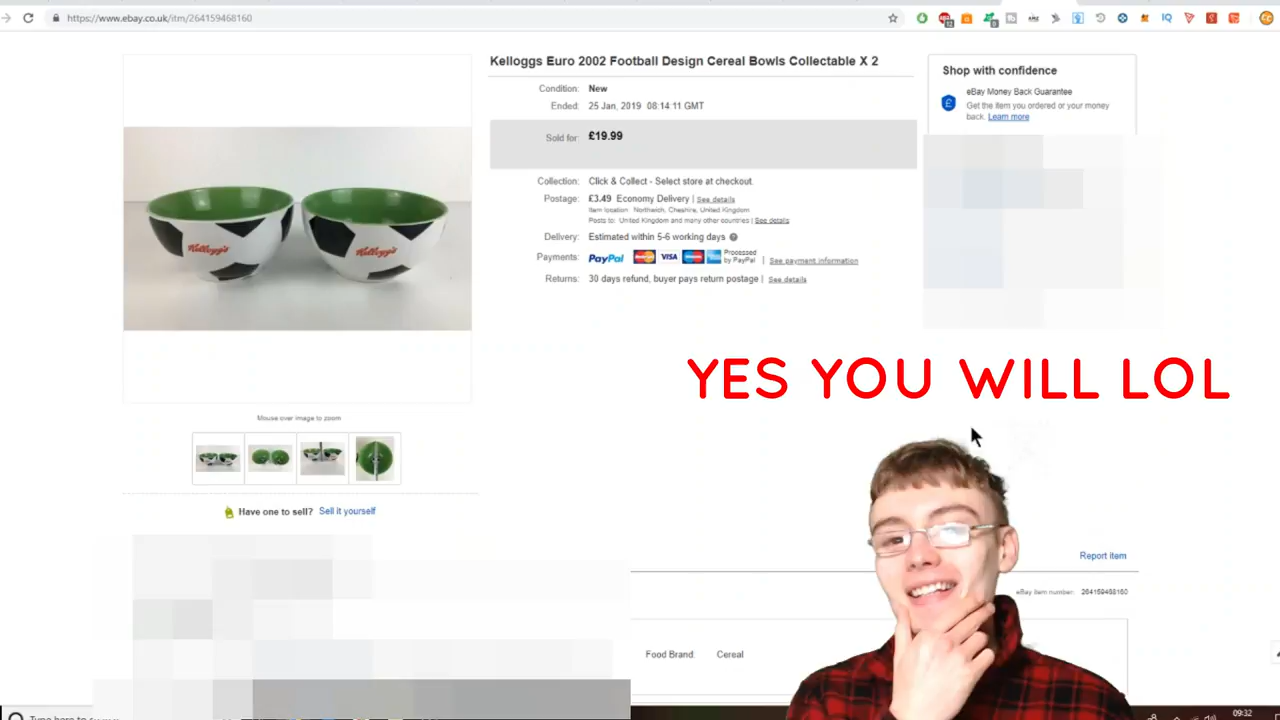 https://www.ebay.co.uk/itm/264159468160
Kelloggs Euro 2002 Football Design Cereal Bowls Collectable X 2
Condition: New
Ended: 25 Jan, 2019 08:14:11 GMT
Sold for: £19.99
Collection: Click & Collect - Select store at checkout.
Postage: £3.49 Economy Delivery | See details
Item location: Northwich, Cheshire, United Kingdom
Posts to: United Kingdom and many other countries | See details
Delivery: Estimated within 5-6 working days
Payments: PayPal VISA Processed by PayPal | See payment information
Returns: 30 days refund, buyer pays return postage | See details
Shop with confidence
eBay Money Back Guarantee
Get the item you ordered or your money
back. Learn more
Kellogg's Kellogg's
YES YOU WILL LOL
Mouse over image to zoom
Have one to sell? Sell it yourself
Report item
eBay item number: 264159468160
Food Brand: Cereal
09:32